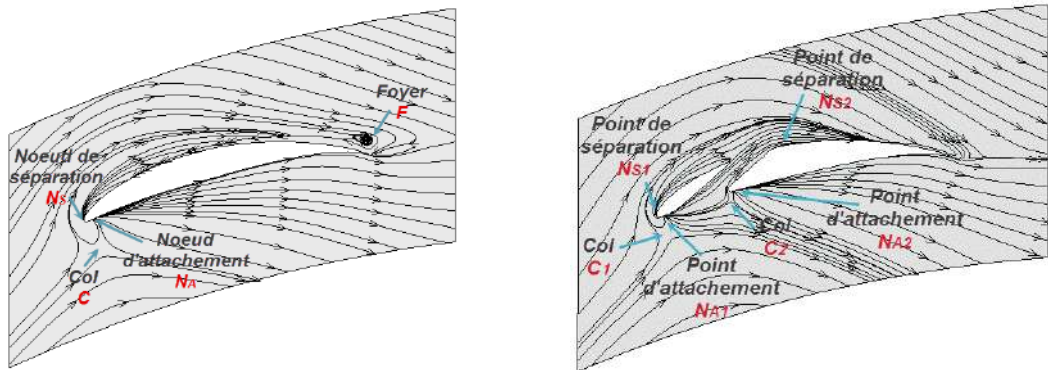 Foyer
F
Noeud de
séparation
Ns
Noeud
d'attachement
NA
Col
C
Point de
séparation
NS2
Point de
séparation
NS1
Point
d'attachement
NA2
Col
C2
Col
C1
Point
d'attachement
NA1